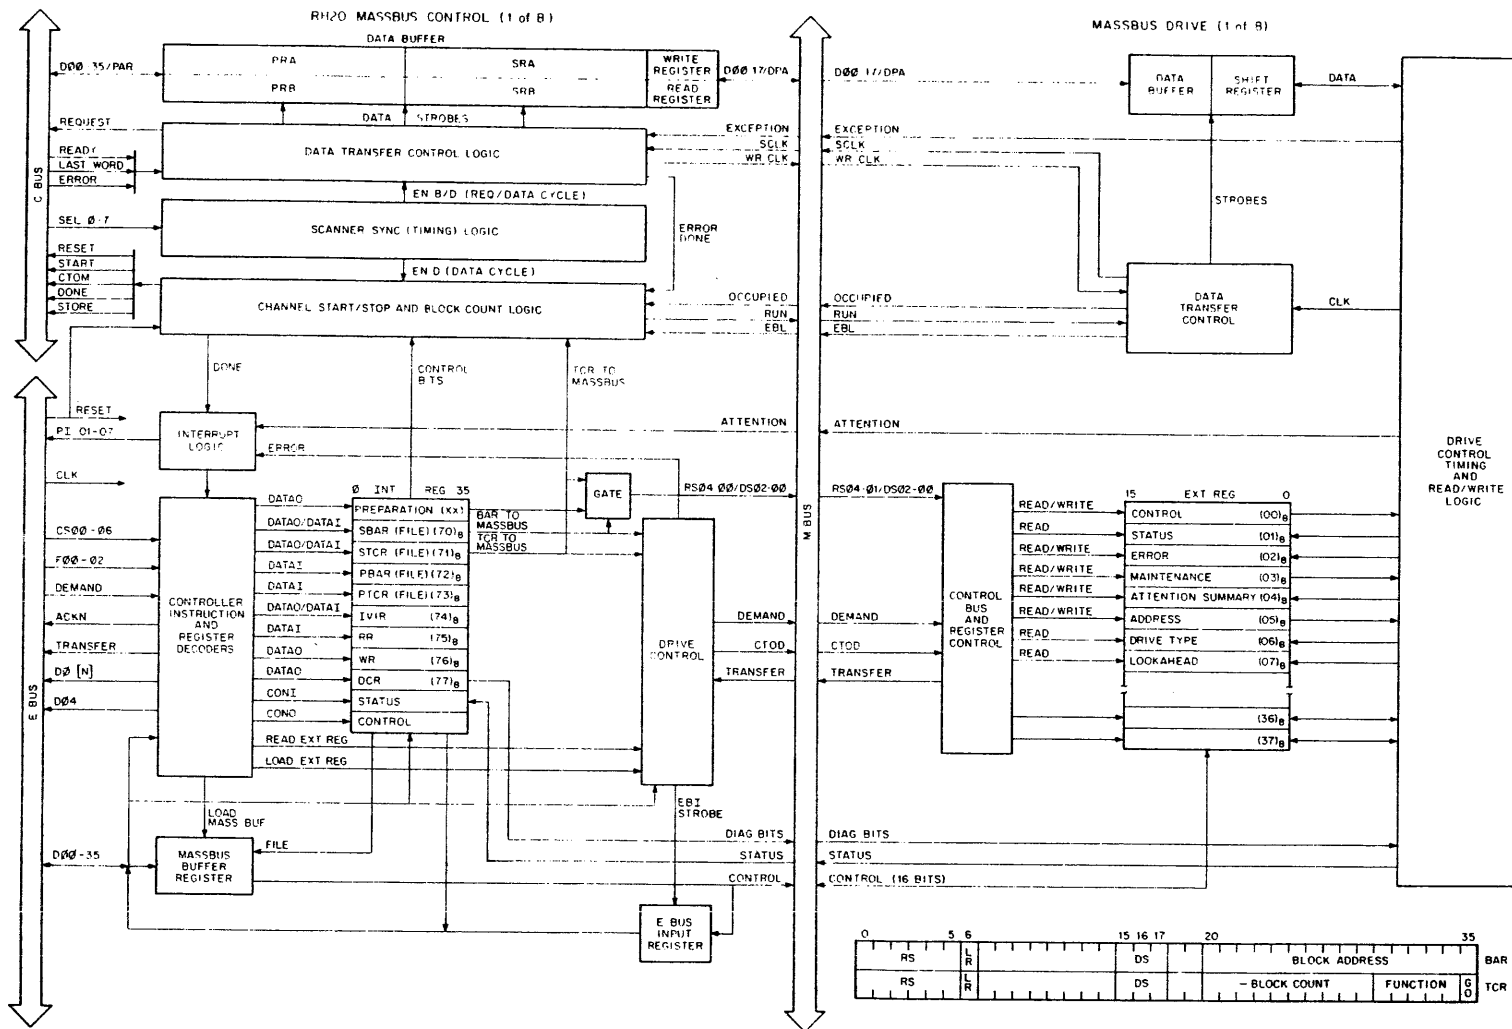 RH20 MASSBUS CONTROL (1 of 8)
DATA BUFFER
PRA
SRA
WRITE REGISTER
PRB
SRB
READ REGISTER
DØØ-35/PAR
DØØ 17/DPA
REQUEST
DATA STROBES
READY
LAST WORD
ERROR
DATA TRANSFER CONTROL LOGIC
EXCEPTION
SCLK
WR CLK
C BUS
EN B/D (REQ/DATA CYCLE)
SEL Ø-7
SCANNER SYNC (TIMING) LOGIC
ERROR
DONE
RESET
START
CTOM
DONE
STORE
EN D (DATA CYCLE)
CHANNEL START/STOP AND BLOCK COUNT LOGIC
OCCUPIED
RUN
EBL
DONE
CONTROL
BITS
TCR TO
MASSBUS
RESET
PI 01-07
INTERRUPT
LOGIC
ATTENTION
ERROR
CLK
Ø INT REG 35
GATE
RSØ4 00/DSØ2-00
CS00-06
F00-02
DEMAND
ACKN
TRANSFER
DØ [N]
DØ4
E BUS
CONTROLLER
INSTRUCTION
AND
REGISTER
DECODERS
DATAO
PREPARATION (XX)
DATAO/DATAI
SBAR (FILE) (70)8
DATAO/DATAI
STCR (FILE) (71)8
DATAI
PBAR (FILE) (72)8
DATAI
PTCR (FILE) (73)8
DATAO/DATAI
IVIR (74)8
DATAI
RR (75)8
DATAO
WR (76)8
DATAO
DCR (77)8
CONI
STATUS
CONO
CONTROL
READ EXT REG
LOAD EXT REG
BAR TO
MASSBUS
TCR TO
MASSBUS
DRIVE
CONTROL
DEMAND
CTOD
TRANSFER
LOAD
MASS BUF
EBI
STROBE
DØØ-35
MASSBUS
BUFFER
REGISTER
FILE
DIAG BITS
STATUS
CONTROL
E BUS
INPUT
REGISTER
M BUS
MASSBUS DRIVE (1 of 8)
DØØ 17/DPA
DATA
BUFFER
SHIFT
REGISTER
DATA
EXCEPTION
SCLK
WR CLK
STROBES
OCCUPIED
RUN
EBL
DATA
TRANSFER
CONTROL
CLK
ATTENTION
DRIVE
CONTROL
TIMING
AND
READ/WRITE
LOGIC
RSØ4-01/DSØ2-00
CONTROL
BUS
AND
REGISTER
CONTROL
15 EXT REG 0
READ/WRITE
CONTROL (00)8
READ
STATUS (01)8
READ/WRITE
ERROR (02)8
READ/WRITE
MAINTENANCE (03)8
READ/WRITE
ATTENTION SUMMARY (04)8
READ/WRITE
ADDRESS (05)8
READ
DRIVE TYPE (06)8
READ
LOOKAHEAD (07)8
(36)8
(37)8
DEMAND
CTOD
TRANSFER
DIAG BITS
STATUS
CONTROL (16 BITS)
0 5 6 15 16 17 20 35
RS LR DS BLOCK ADDRESS BAR
RS LR DS – BLOCK COUNT FUNCTION GO TCR